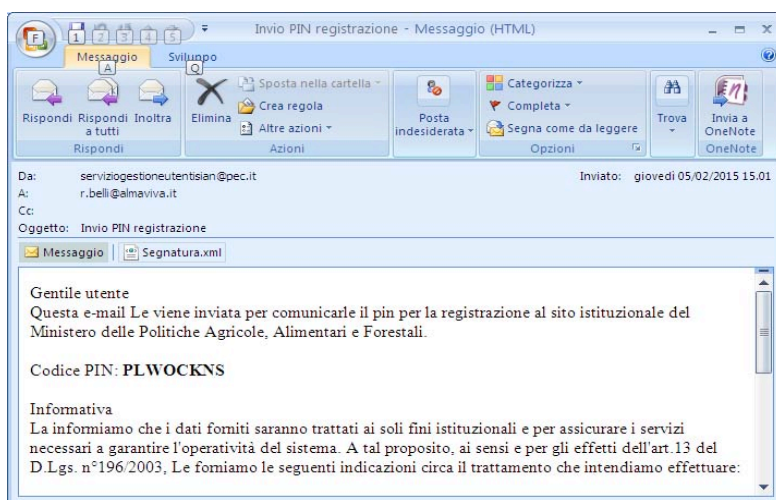 F 1 2 3 4 5 Invio PIN registrazione - Messaggio (HTML)
Messaggio Sviluppo
A Q
Rispondi Rispondi a tutti Inoltra
Rispondi
Elimina
Sposta nella cartella
Crea regola
Altre azioni
Azioni
Posta indesiderata
Categorizza
Completa
Segna come da leggere
Opzioni
Trova
Invia a OneNote
OneNote
Da: serviziogestioneutentisian@pec.it Inviato: giovedì 05/02/2015 15.01
A: r.belli@almaviva.it
Cc:
Oggetto: Invio PIN registrazione
Messaggio Segnatura.xml
Gentile utente
Questa e-mail Le viene inviata per comunicarle il pin per la registrazione al sito istituzionale del
Ministero delle Politiche Agricole, Alimentari e Forestali.
Codice PIN: PLWOCKNS
Informativa
La informiamo che i dati forniti saranno trattati ai soli fini istituzionali e per assicurare i servizi
necessari a garantire l'operatività del sistema. A tal proposito, ai sensi e per gli effetti dell'art.13 del
D.Lgs. n°196/2003, Le forniamo le seguenti indicazioni circa il trattamento che intendiamo effettuare: